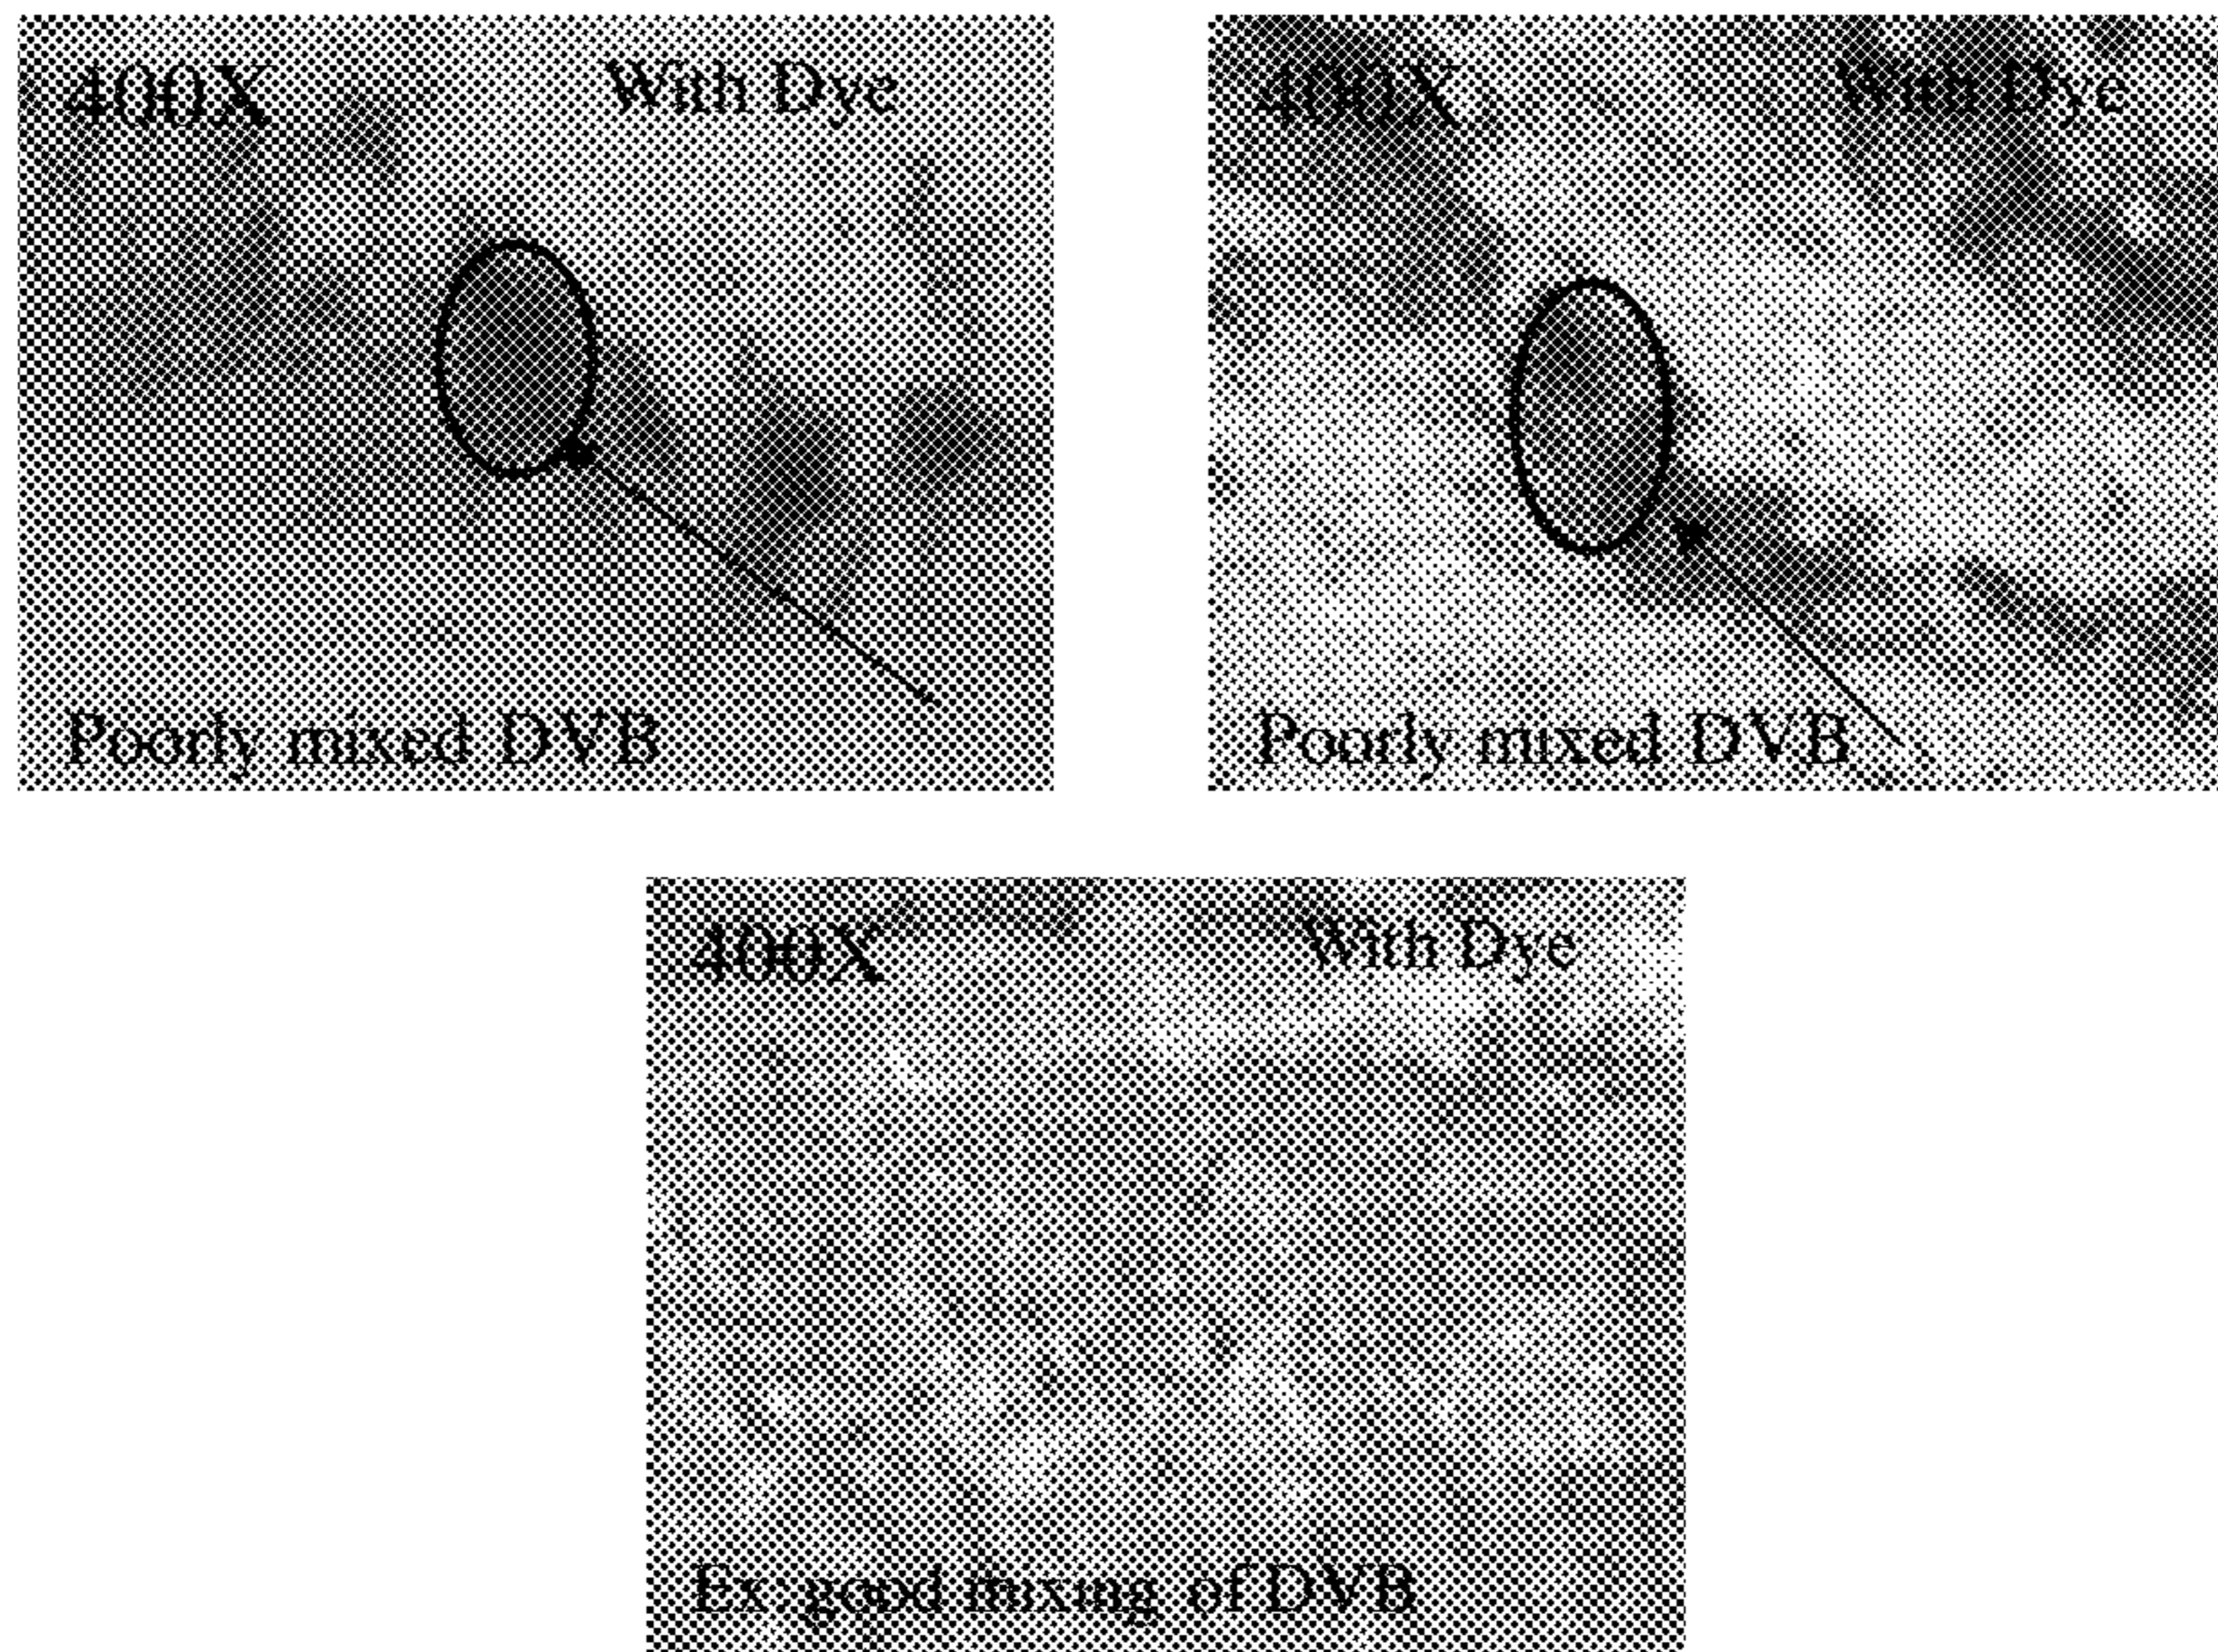 400X
With Dye
Poorly mixed DVB
400X
With Dye
Poorly mixed DVB
400X
With Dye
Ex. good mixing of DVB